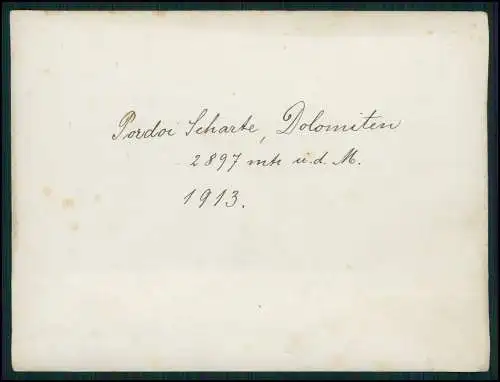 Pordoi Scharte, Dolomiten
2897 mtr u. d. M.
1913.